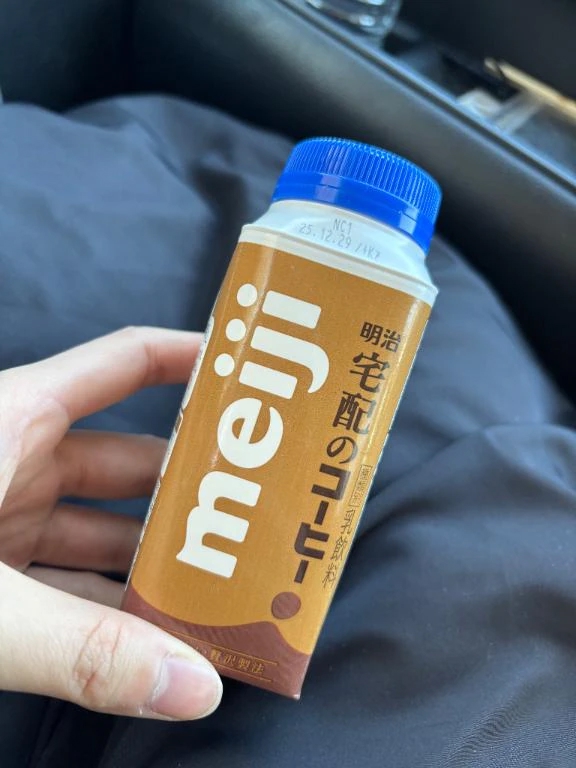 NC1
25.12.29/HK7
meiji
明治
宅配のコーヒー
乳飲料
贅沢製法